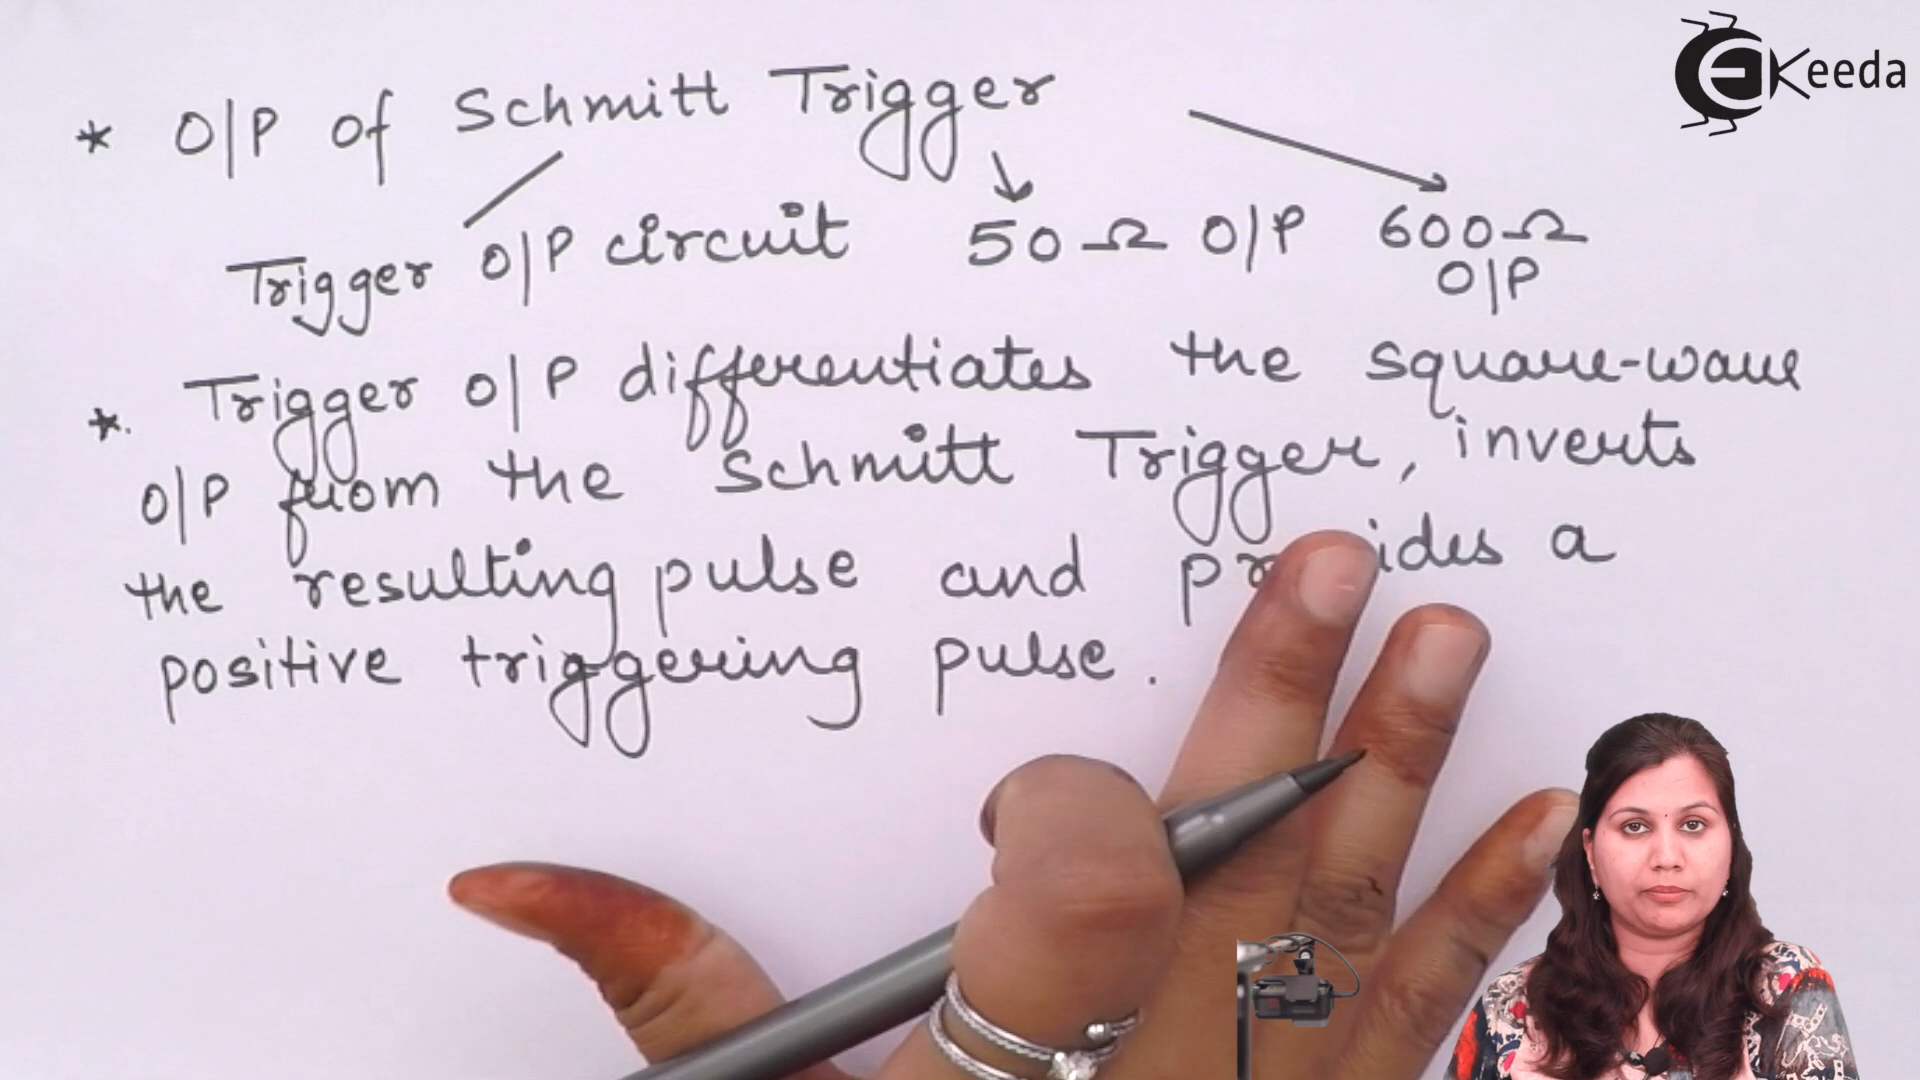 EKeeda
* O/P of Schmitt Trigger
Trigger O/P circuit 50Ω O/P 600Ω
O/P
*. Trigger O/P differentiates the square-wave
O/P from the Schmitt Trigger, inverts
the resulting pulse and a
positive triggering pulse.